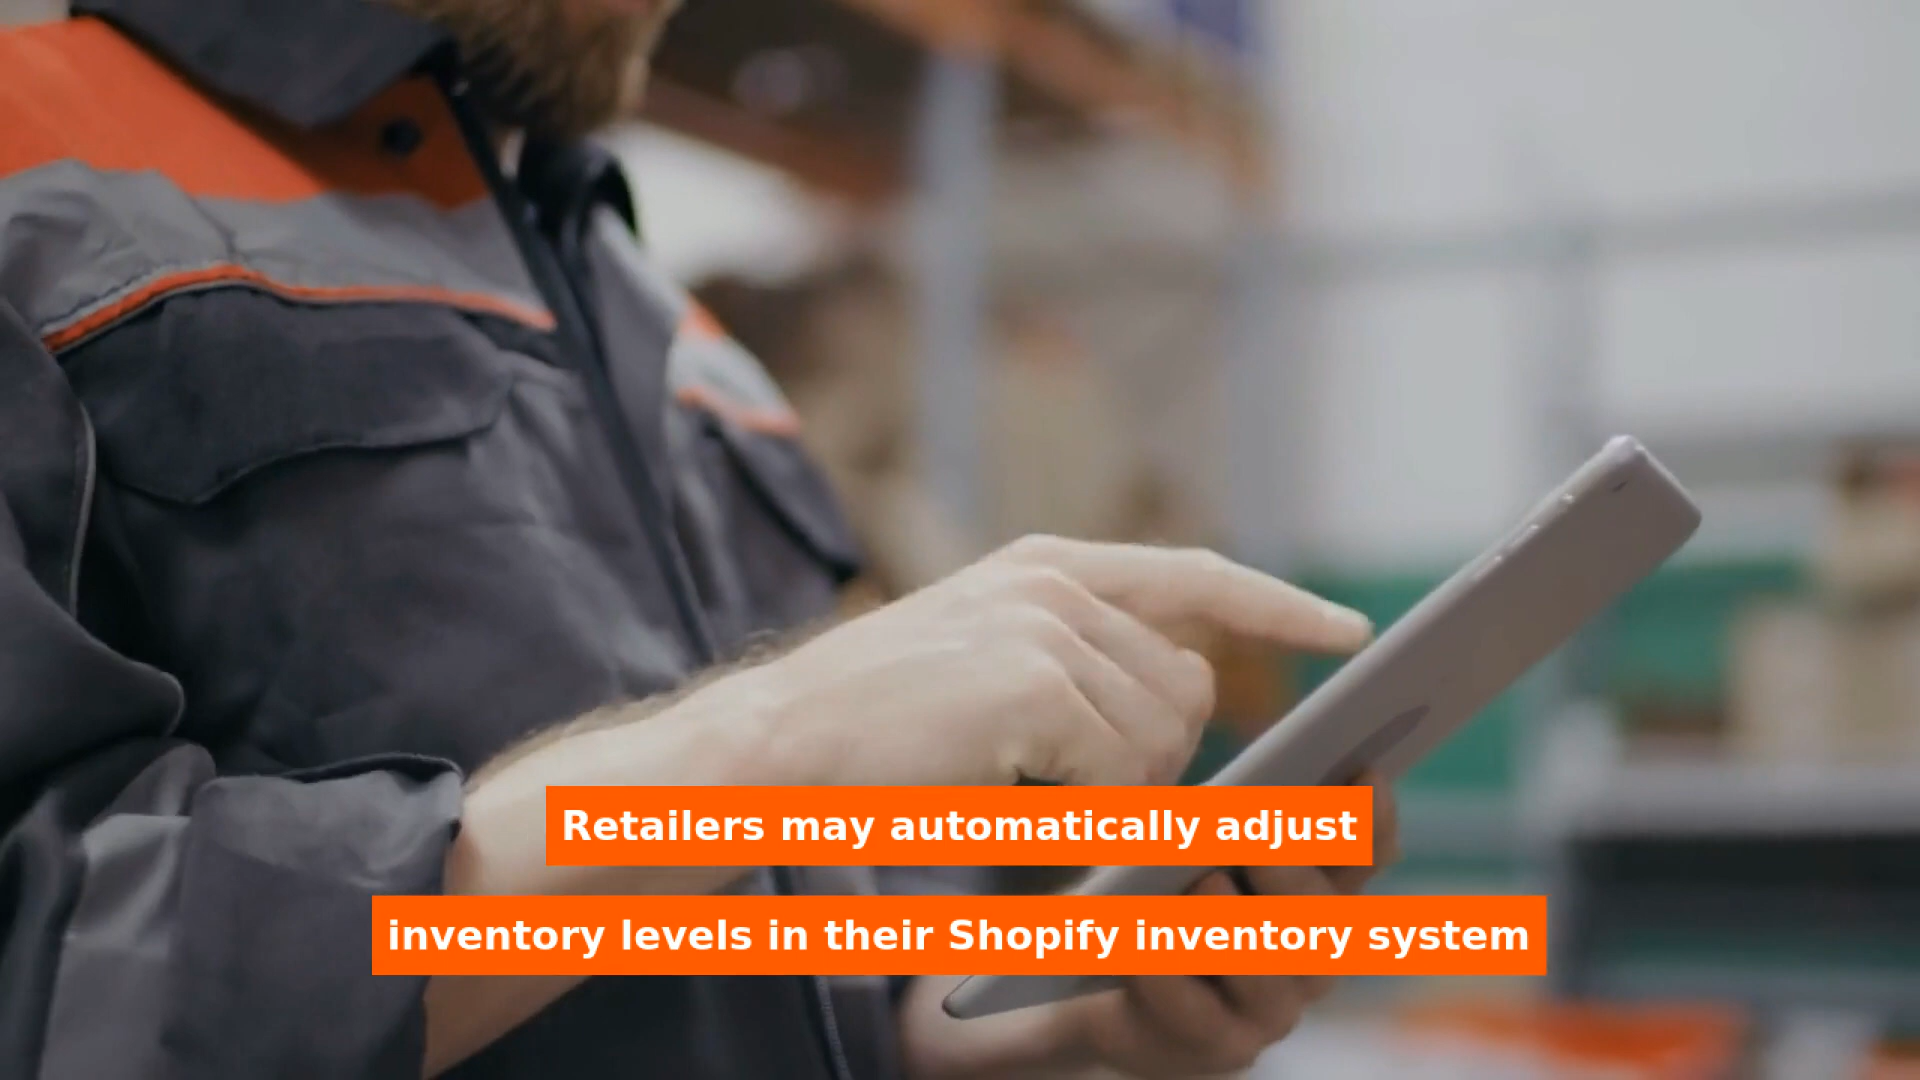 Retailers may automatically adjust
inventory levels in their Shopify inventory system